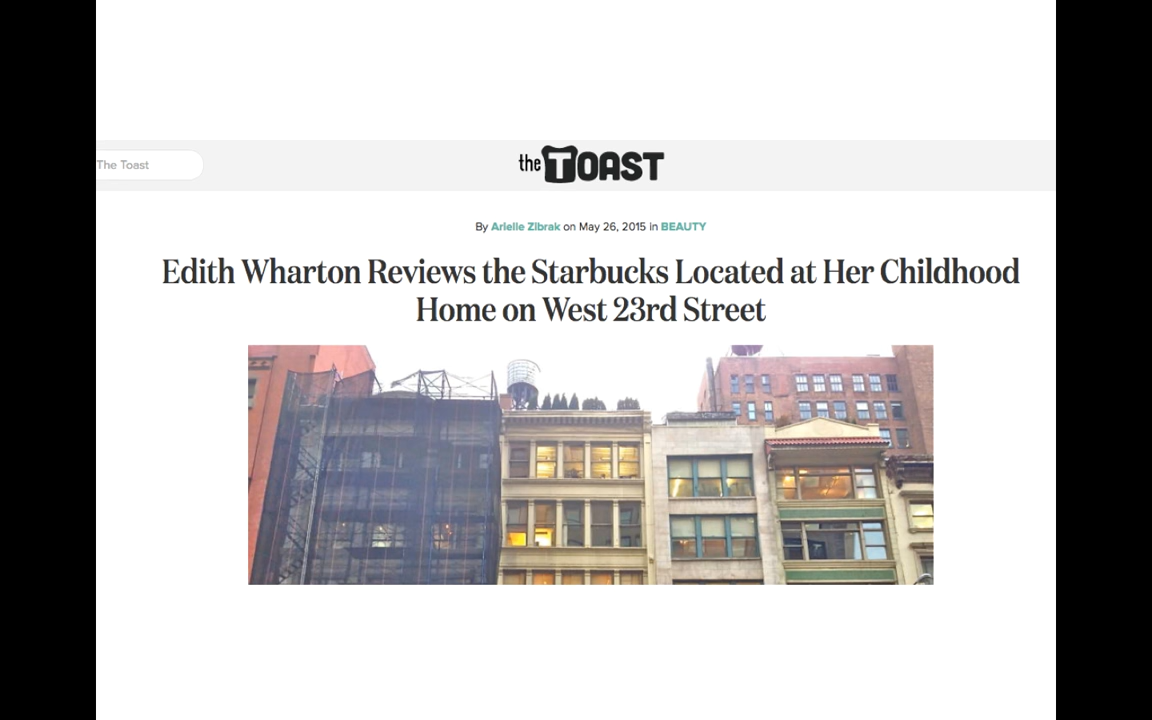 The Toast
the TOAST
By Arielle Zibrak on May 26, 2015 in BEAUTY
Edith Wharton Reviews the Starbucks Located at Her Childhood
Home on West 23rd Street